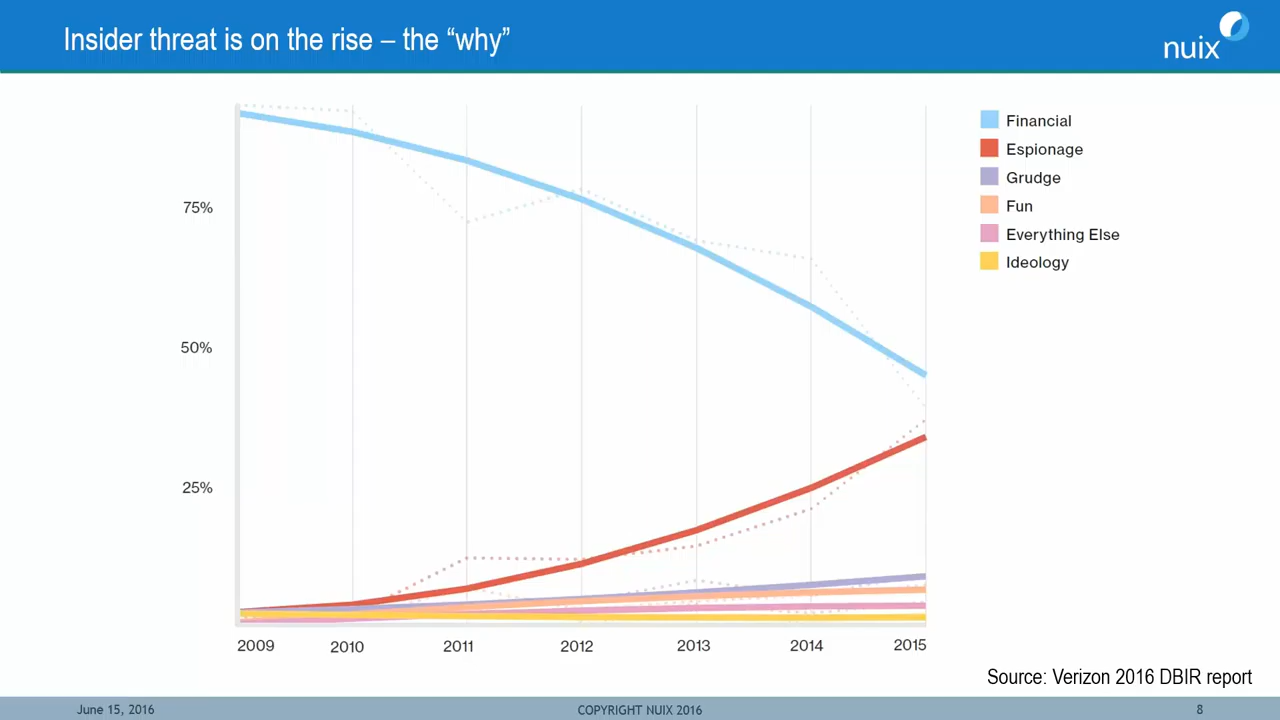 Insider threat is on the rise – the “why”
nuix
Financial
Espionage
Grudge
Fun
Everything Else
Ideology
75%
50%
25%
2009 2010 2011 2012 2013 2014 2015
Source: Verizon 2016 DBIR report
June 15, 2016 COPYRIGHT NUIX 2016 8